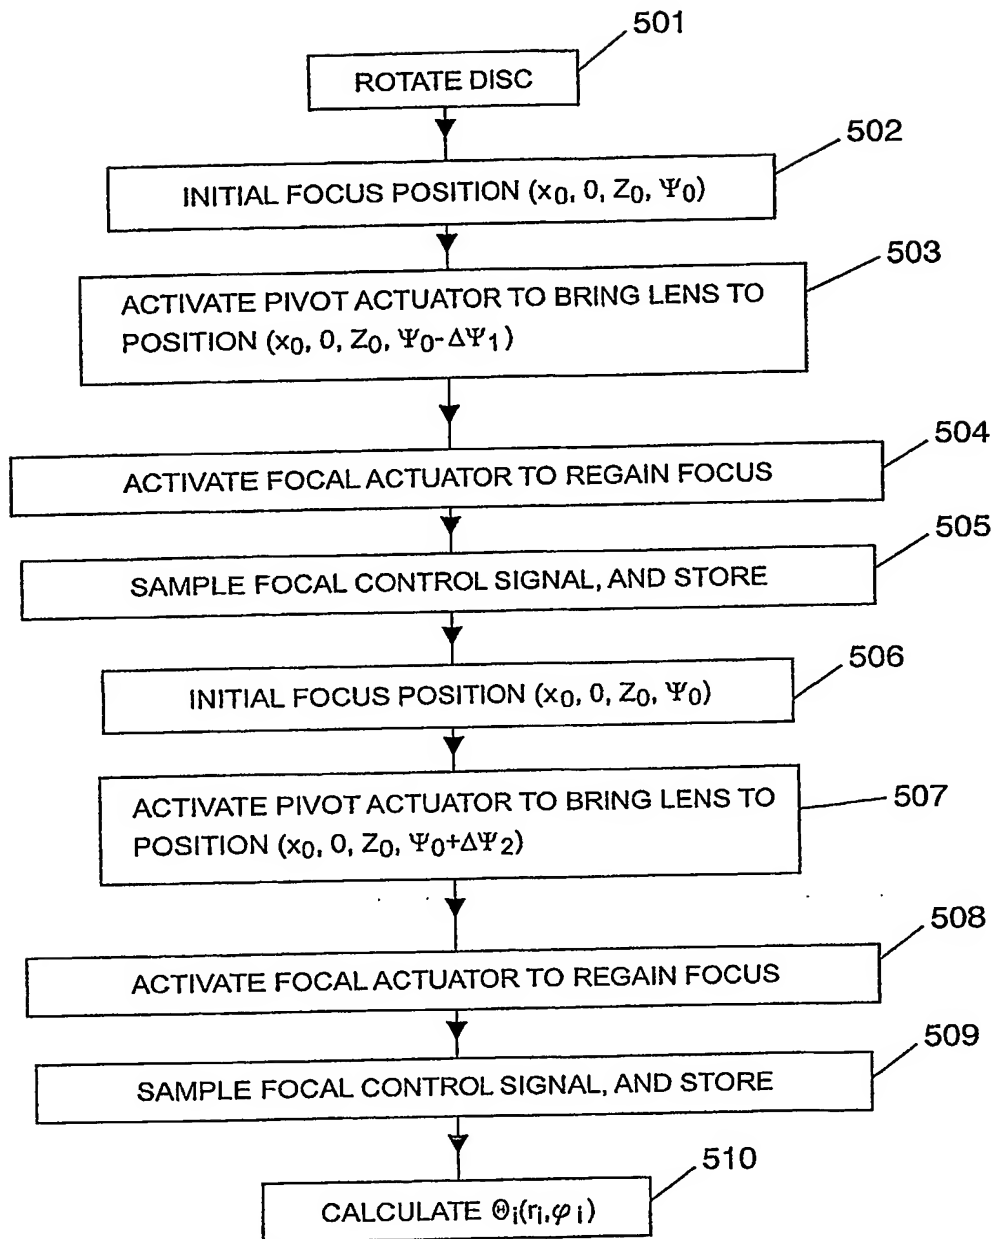 501
ROTATE DISC
502
INITIAL FOCUS POSITION (x₀, 0, Z₀, Ψ₀)
503
ACTIVATE PIVOT ACTUATOR TO BRING LENS TO
POSITION (x₀, 0, Z₀, Ψ₀-ΔΨ₁)
504
ACTIVATE FOCAL ACTUATOR TO REGAIN FOCUS
505
SAMPLE FOCAL CONTROL SIGNAL, AND STORE
506
INITIAL FOCUS POSITION (x₀, 0, Z₀, Ψ₀)
507
ACTIVATE PIVOT ACTUATOR TO BRING LENS TO
POSITION (x₀, 0, Z₀, Ψ₀+ΔΨ₂)
508
ACTIVATE FOCAL ACTUATOR TO REGAIN FOCUS
509
SAMPLE FOCAL CONTROL SIGNAL, AND STORE
510
CALCULATE Θᵢ(rᵢ,φᵢ)